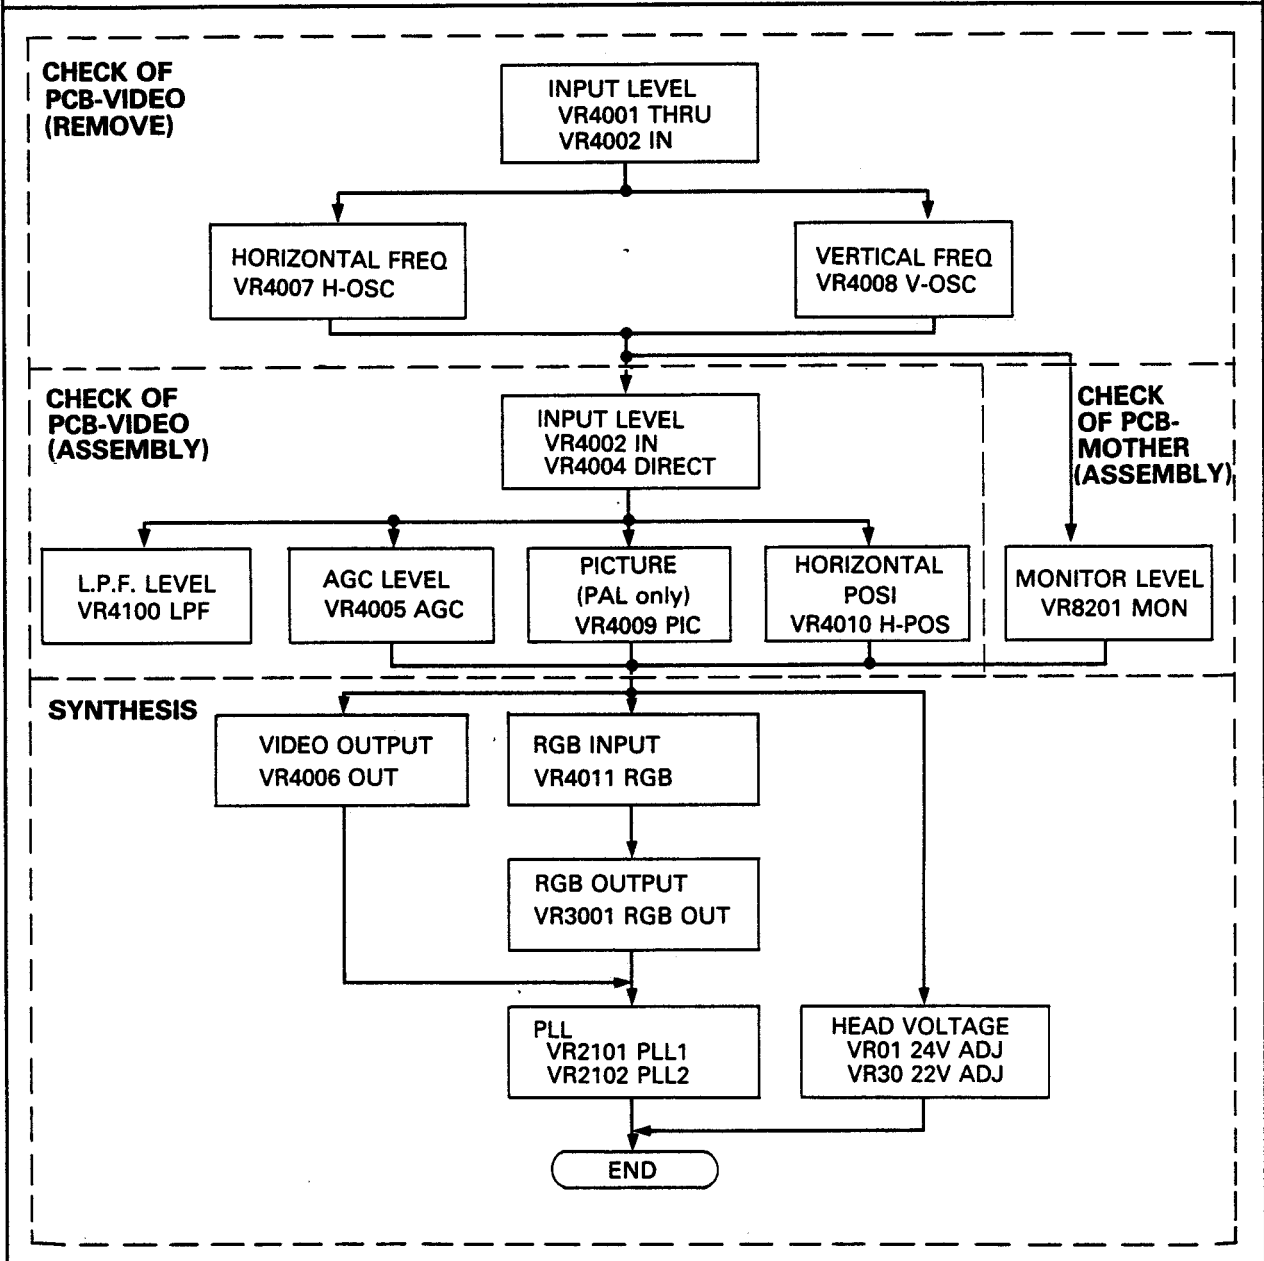 CHECK OF
PCB-VIDEO
(REMOVE)
INPUT LEVEL
VR4001 THRU
VR4002 IN
HORIZONTAL FREQ
VR4007 H-OSC
VERTICAL FREQ
VR4008 V-OSC
CHECK OF
PCB-VIDEO
(ASSEMBLY)
INPUT LEVEL
VR4002 IN
VR4004 DIRECT
CHECK
OF PCB-
MOTHER
(ASSEMBLY)
L.P.F. LEVEL
VR4100 LPF
AGC LEVEL
VR4005 AGC
PICTURE
(PAL only)
VR4009 PIC
HORIZONTAL
POSI
VR4010 H-POS
MONITOR LEVEL
VR8201 MON
SYNTHESIS
VIDEO OUTPUT
VR4006 OUT
RGB INPUT
VR4011 RGB
RGB OUTPUT
VR3001 RGB OUT
PLL
VR2101 PLL1
VR2102 PLL2
HEAD VOLTAGE
VR01 24V ADJ
VR30 22V ADJ
END